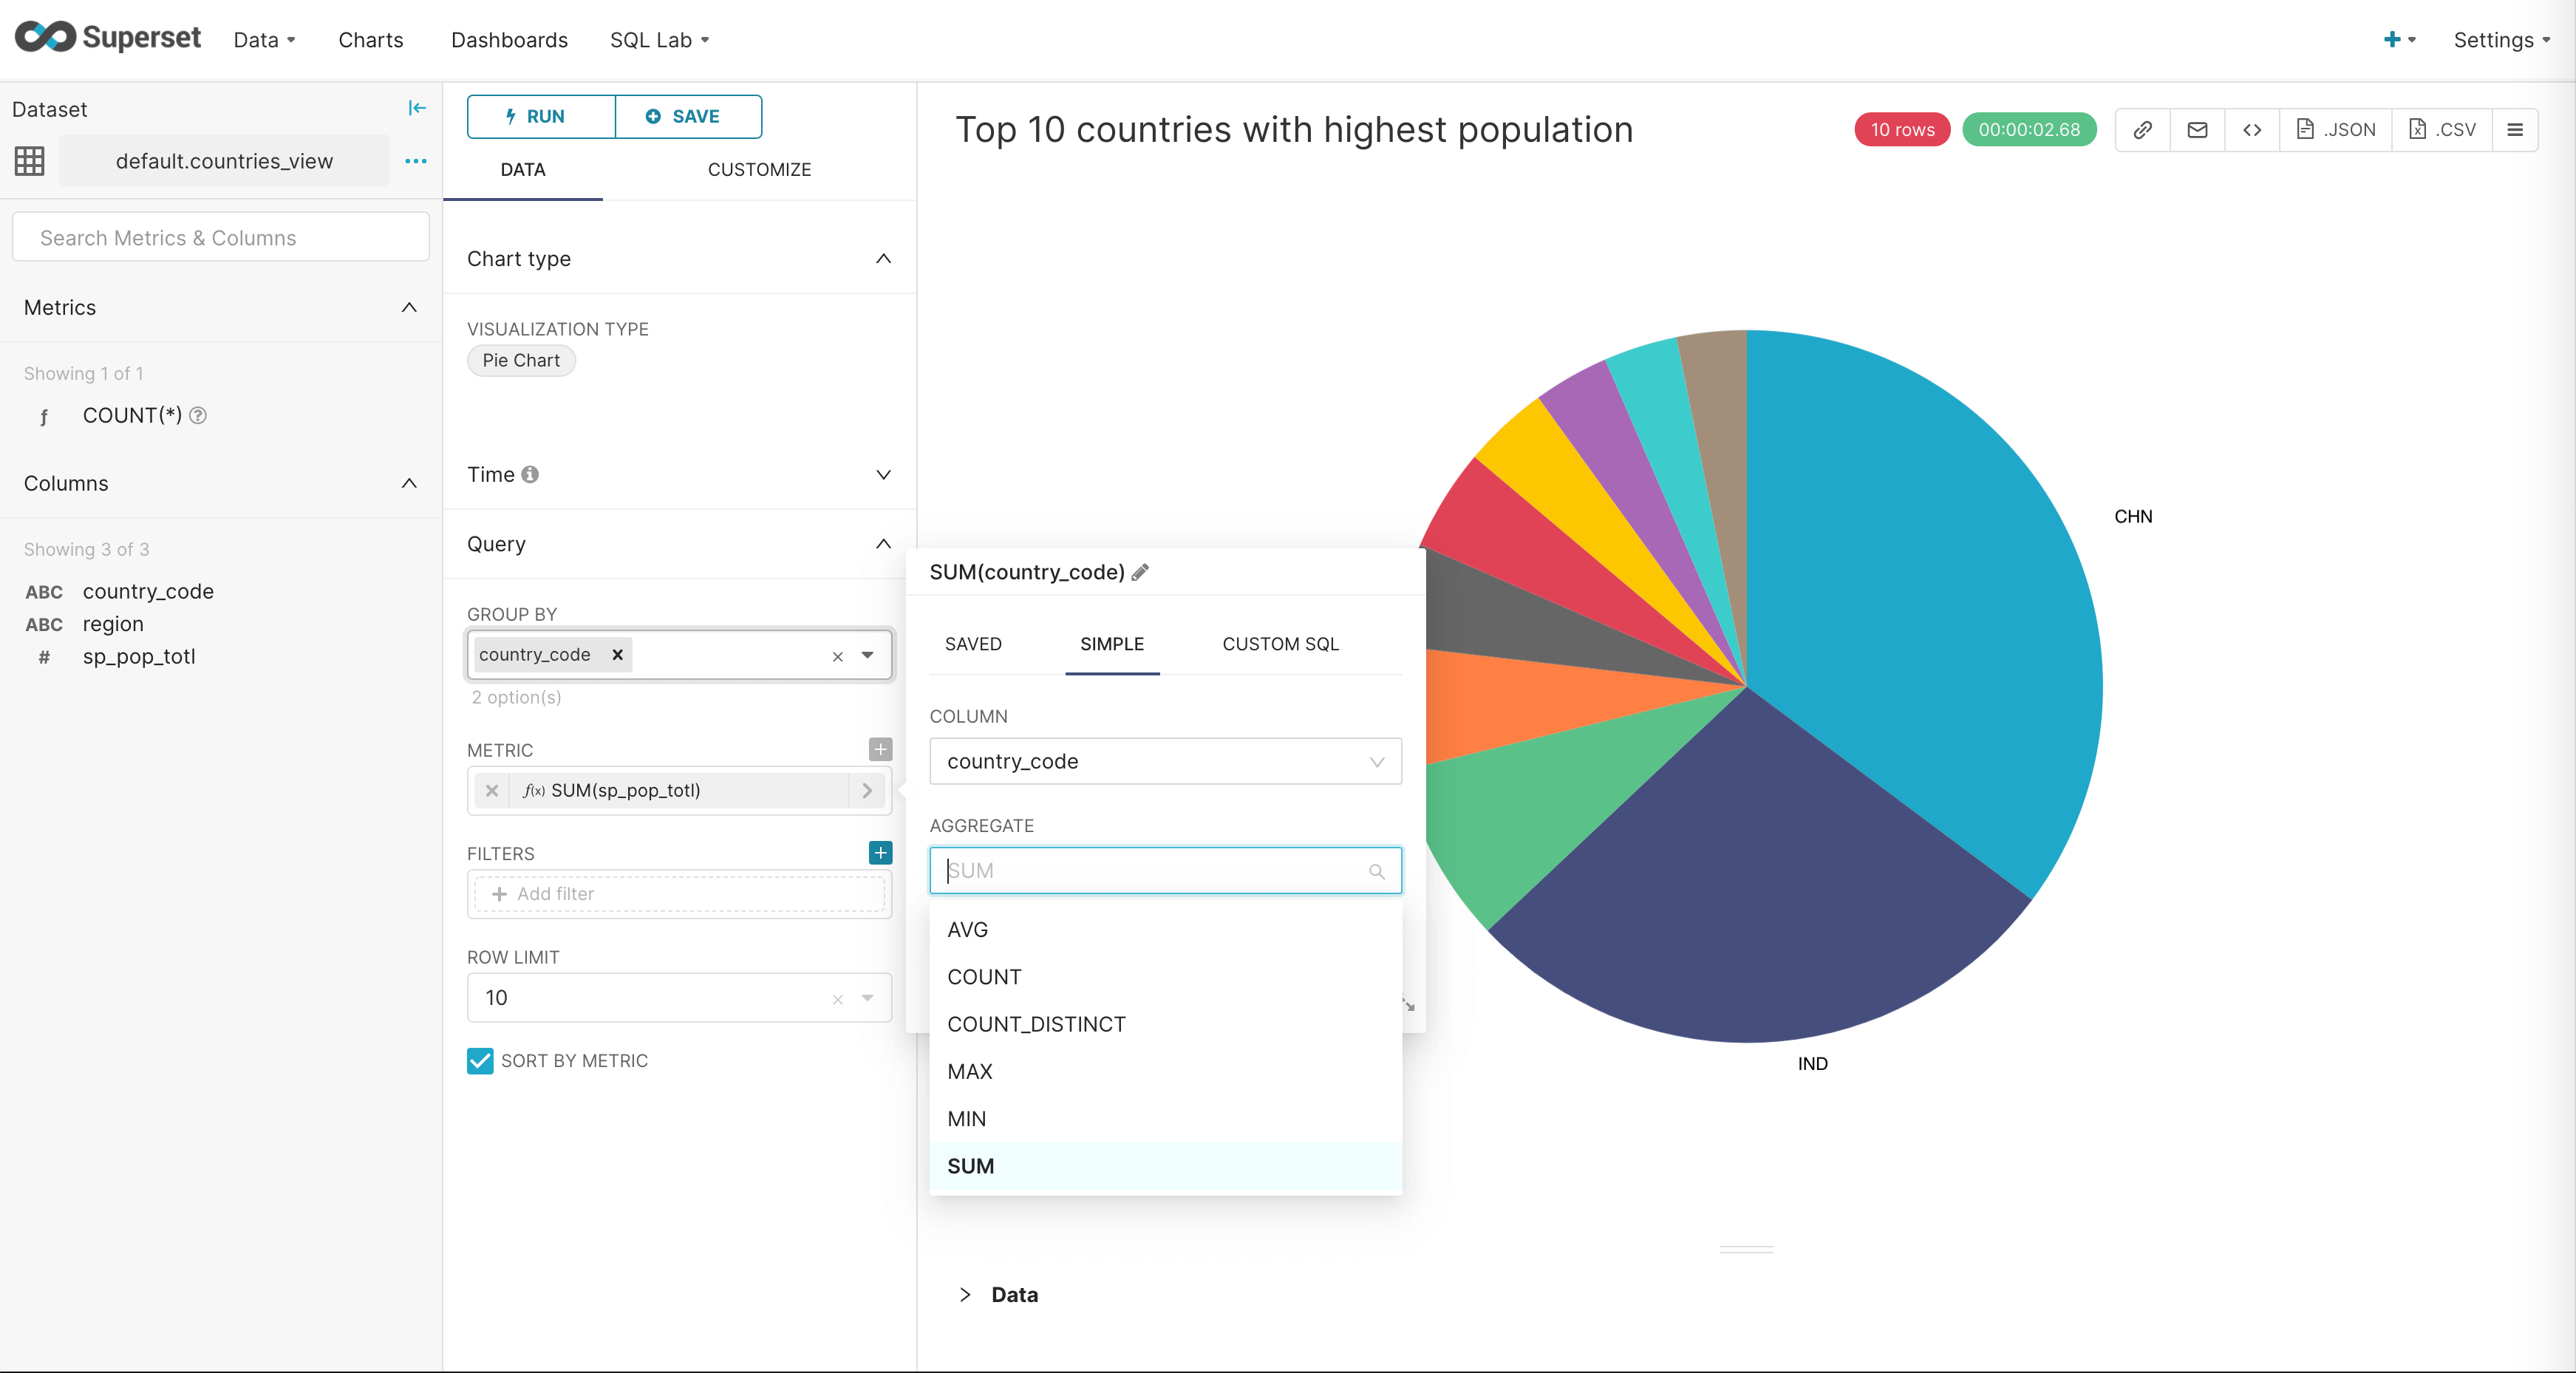 Superset Data Charts Dashboards SQL Lab Settings
Dataset
default.countries_view
Search Metrics & Columns
Metrics
Showing 1 of 1
f COUNT(*) ?
Columns
Showing 3 of 3
ABC country_code
ABC region
# sp_pop_totl
RUN SAVE
DATA CUSTOMIZE
Chart type
VISUALIZATION TYPE
Pie Chart
Time
Query
GROUP BY
country_code
2 option(s)
METRIC
f(x) SUM(sp_pop_totl)
FILTERS
Add filter
ROW LIMIT
10
SORT BY METRIC
Top 10 countries with highest population
10 rows 00:00:02.68 .JSON .CSV
SUM(country_code)
SAVED SIMPLE CUSTOM SQL
COLUMN
country_code
AGGREGATE
SUM
AVG
COUNT
COUNT_DISTINCT
MAX
MIN
SUM
CHN
IND
Data